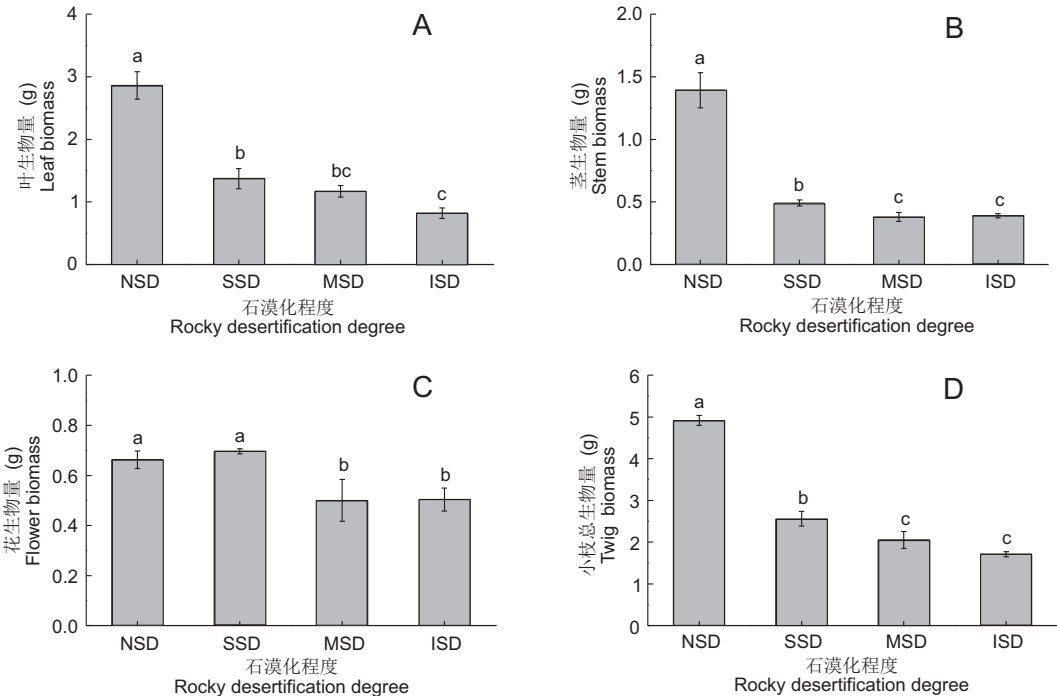 A
叶生物量 (g)
Leaf biomass
4
3
2
1
0
a
b
bc
c
NSD
SSD
MSD
ISD
石漠化程度
Rocky desertification degree
B
茎生物量 (g)
Stem biomass
2.0
1.5
1.0
0.5
0.0
a
b
c
c
NSD
SSD
MSD
ISD
石漠化程度
Rocky desertification degree
C
花生物量 (g)
Flower biomass
1.0
0.8
0.6
0.4
0.2
0.0
a
a
b
b
NSD
SSD
MSD
ISD
石漠化程度
Rocky desertification degree
D
小枝总生物量 (g)
Twig biomass
6
5
4
3
2
1
0
a
b
c
c
NSD
SSD
MSD
ISD
石漠化程度
Rocky desertification degree